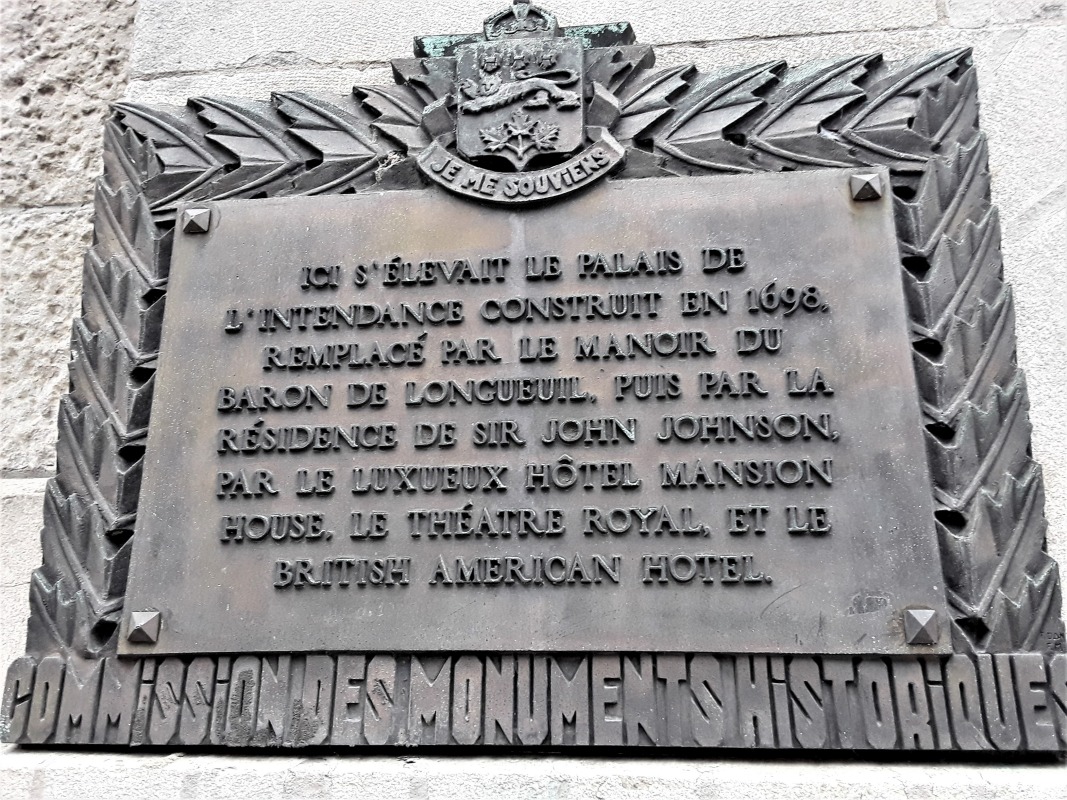 JE ME SOUViENS
ICI S'ÉLEVAIT LE PALAIS DE
L'INTENDANCE CONSTRUIT EN 1698,
REMPLACÉ PAR LE MANOIR DU
BARON DE LONGUEUIL, PUIS PAR LA
RÉSIDENCE DE SIR JOHN JOHNSON,
PAR LE LUXUEUX HÔTEL MANSION
HOUSE, LE THÉATRE ROYAL, ET LE
BRITISH AMERICAN HOTEL.
COMMiSSiON DES MONUMENTS HiSTORiQUES